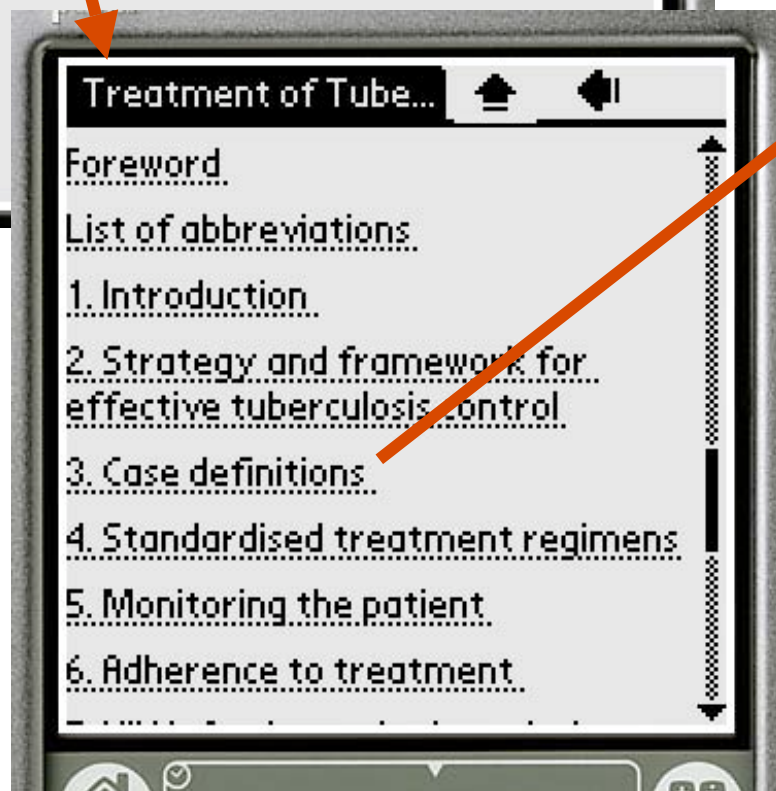 Treatment of Tube...
Foreword
List of abbreviations
1. Introduction
2. Strategy and framework for
effective tuberculosis control
3. Case definitions
4. Standardised treatment regimens
5. Monitoring the patient
6. Adherence to treatment